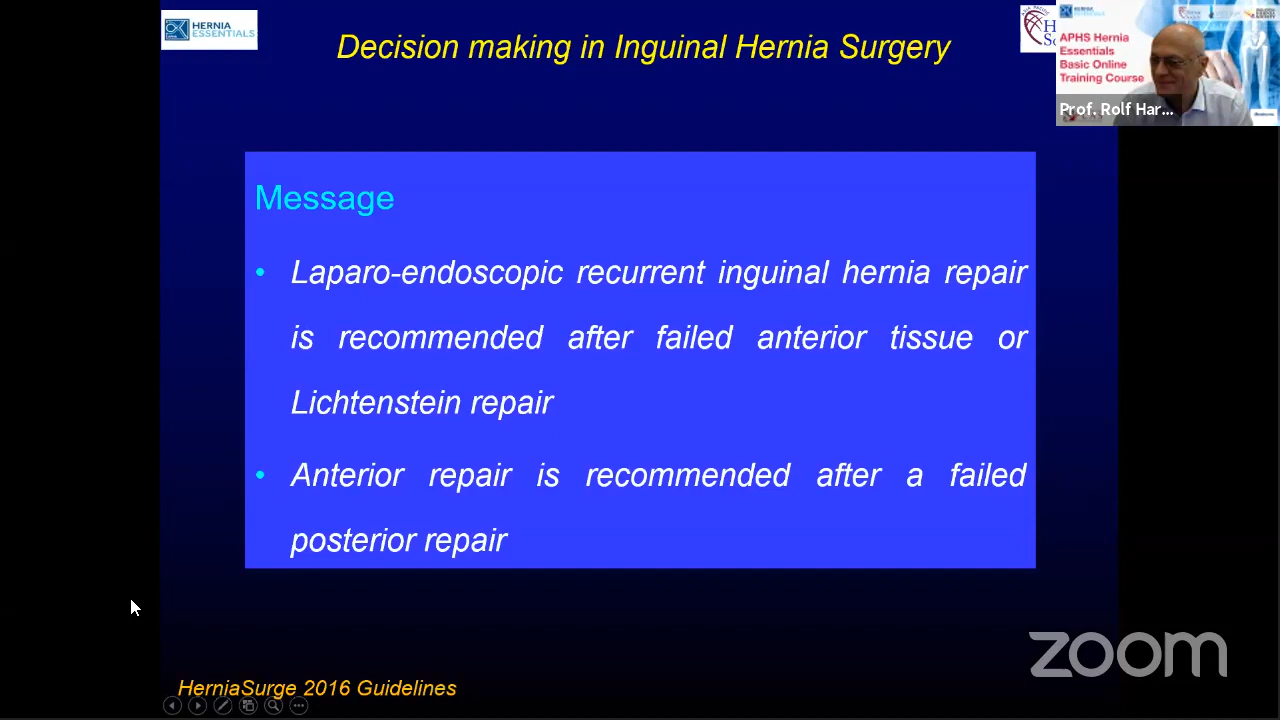 HERNIA
ESSENTIALS
Decision making in Inguinal Hernia Surgery
APHS Hernia
Essentials
Basic Online
Training Course
Prof. Rolf Har...
Message
• Laparo-endoscopic recurrent inguinal hernia repair
is recommended after failed anterior tissue or
Lichtenstein repair
• Anterior repair is recommended after a failed
posterior repair
zoom
HerniaSurge 2016 Guidelines